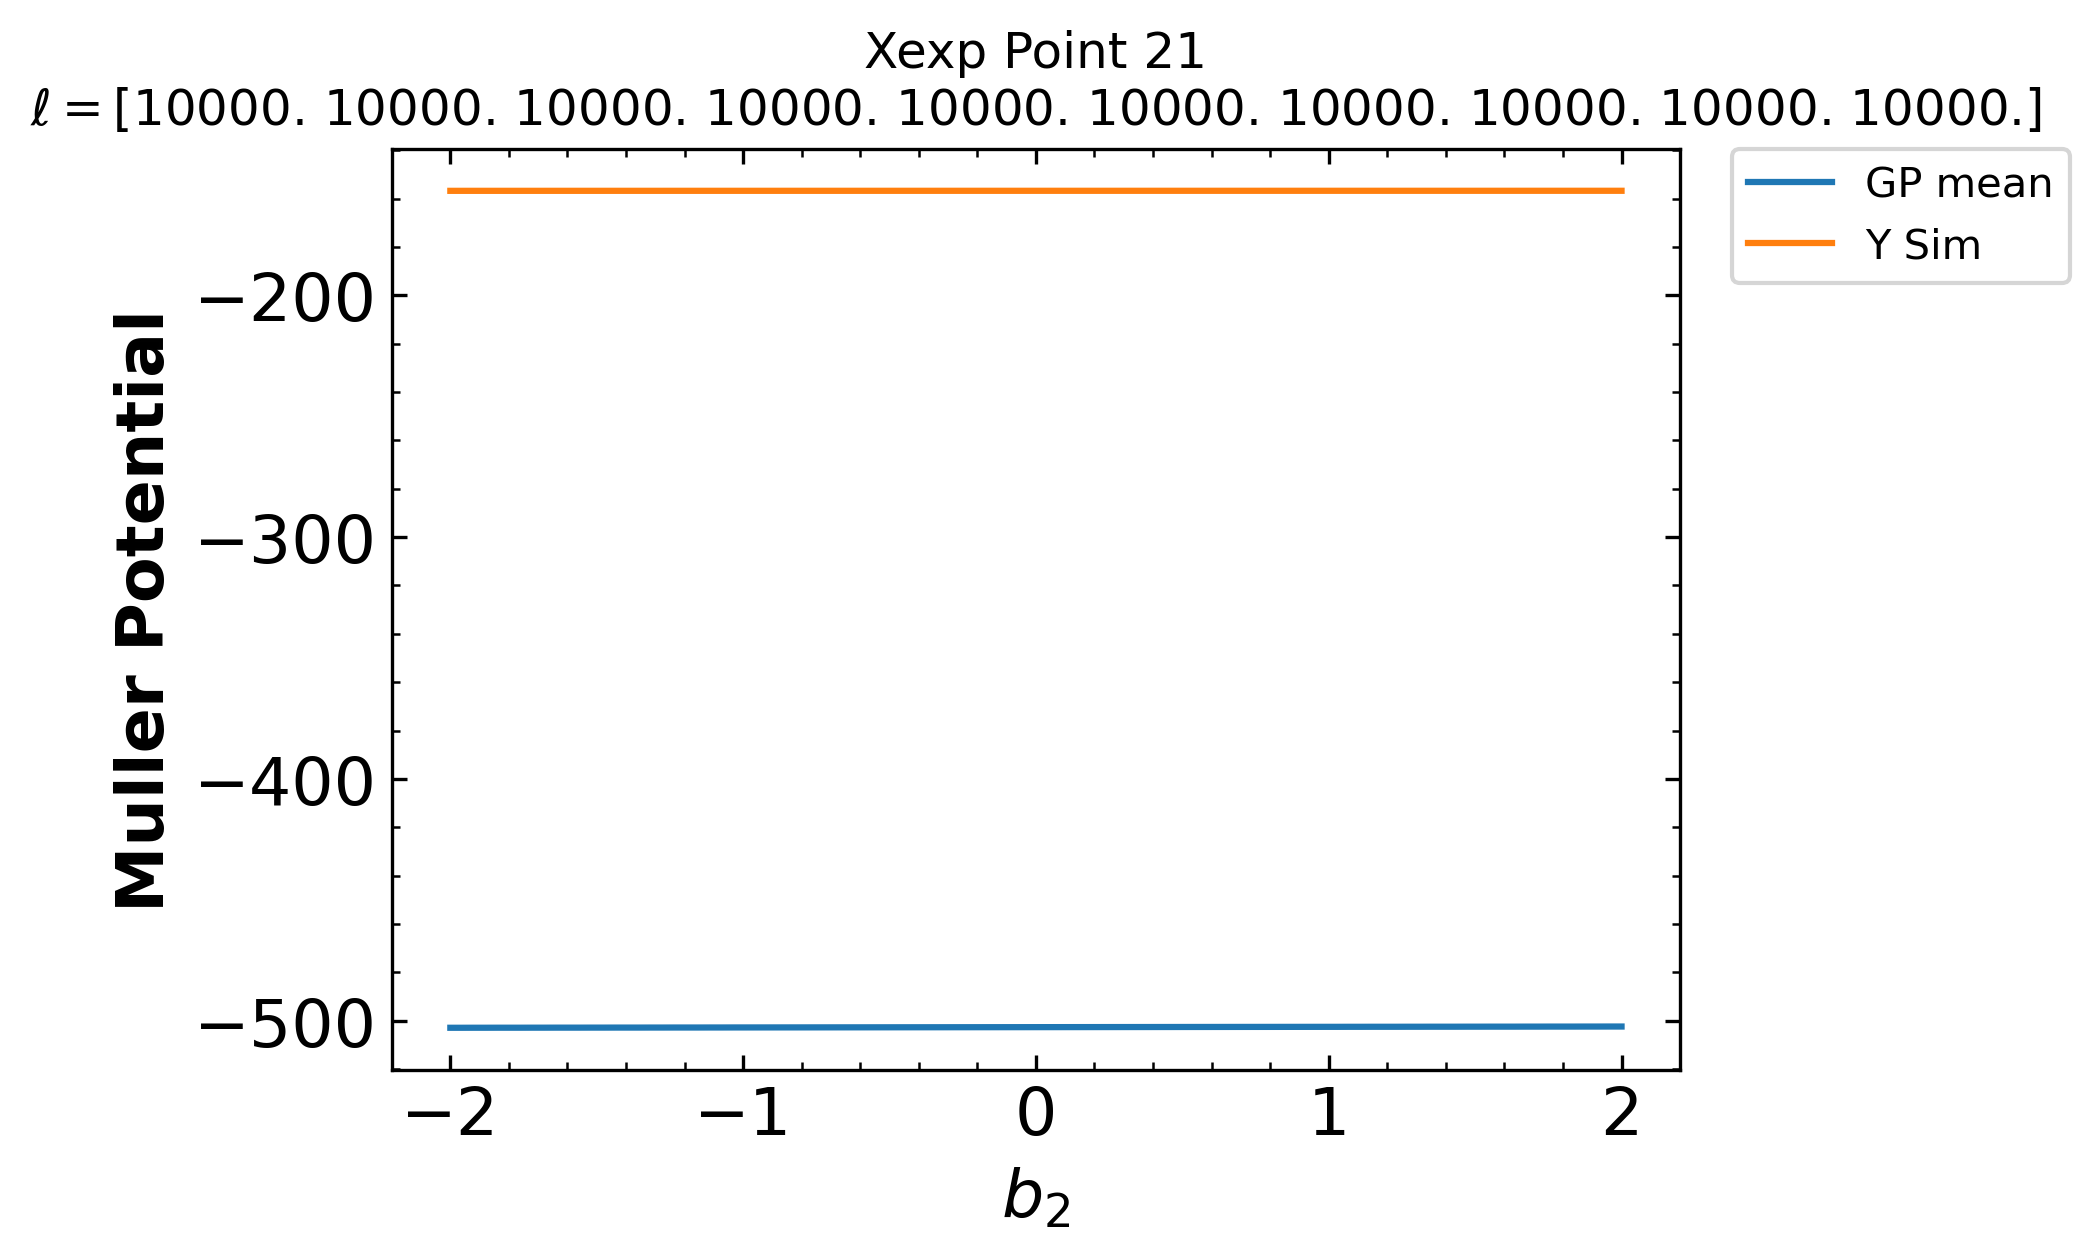 Xexp Point 21
ℓ = [10000. 10000. 10000. 10000. 10000. 10000. 10000. 10000. 10000. 10000.]
GP mean
Y Sim
Muller Potential
−200
−300
−400
−500
−2 −1 0 1 2
b₂